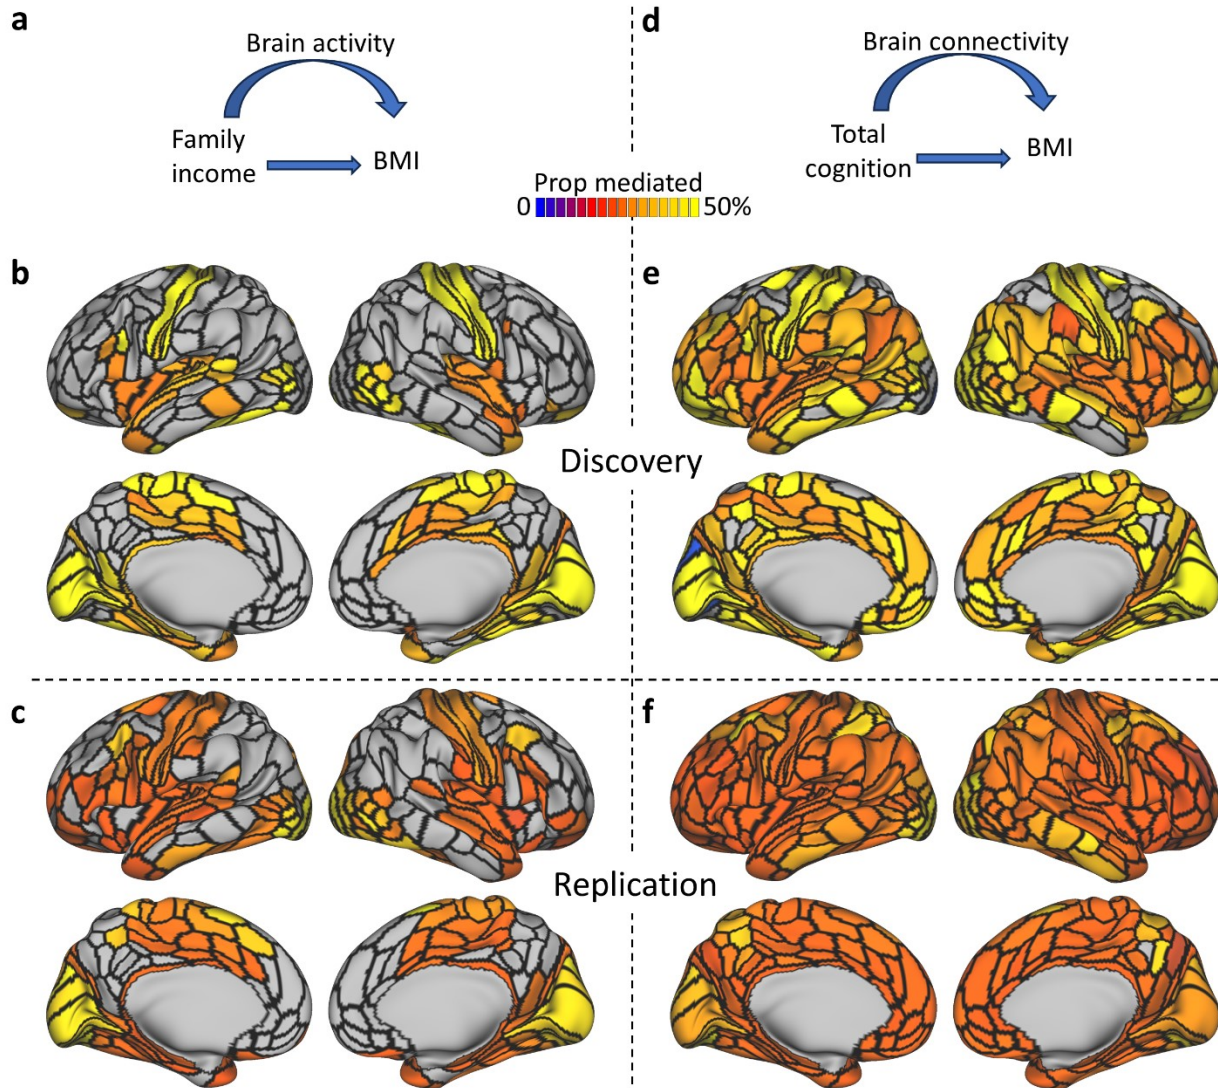 a
Brain activity
Family
income
BMI
d
Brain connectivity
Total
cognition
BMI
Prop mediated
0
50%
b
e
Discovery
c
f
Replication